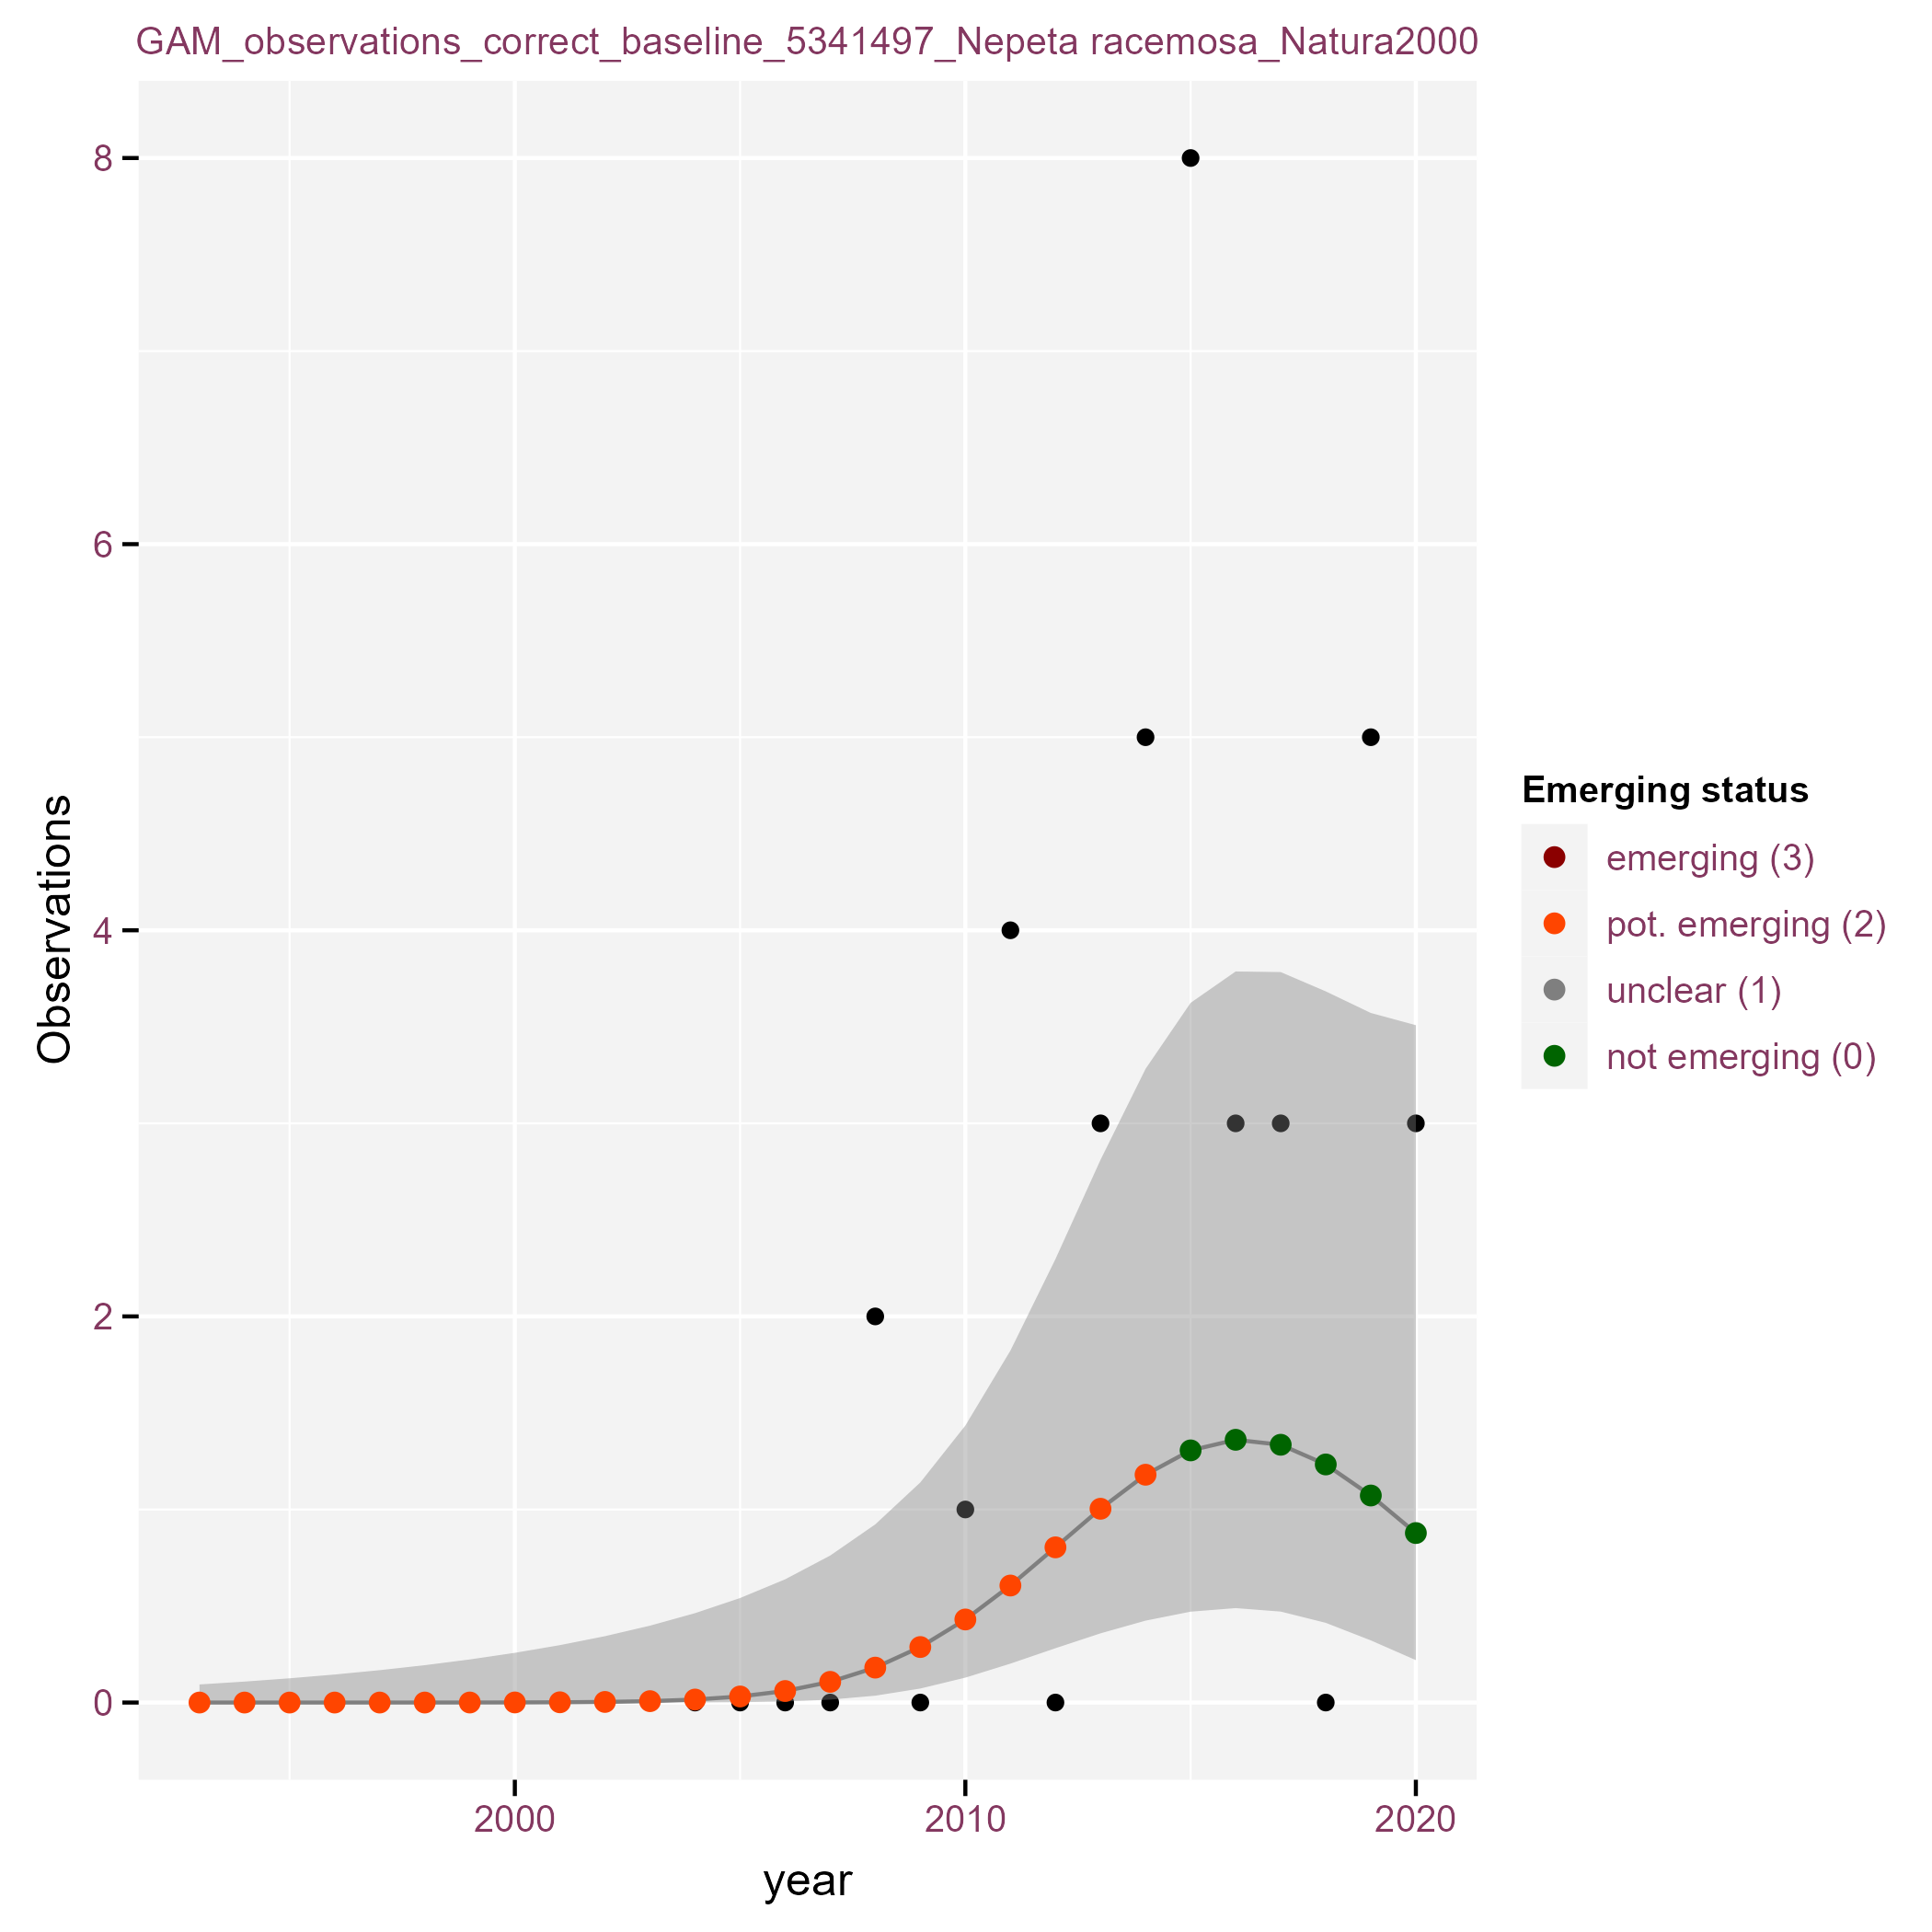 GAM_observations_correct_baseline_5341497_Nepeta racemosa_Natura2000
8
6
4
2
0
Observations
2000
2010
2020
year
Emerging status
emerging (3)
pot. emerging (2)
unclear (1)
not emerging (0)